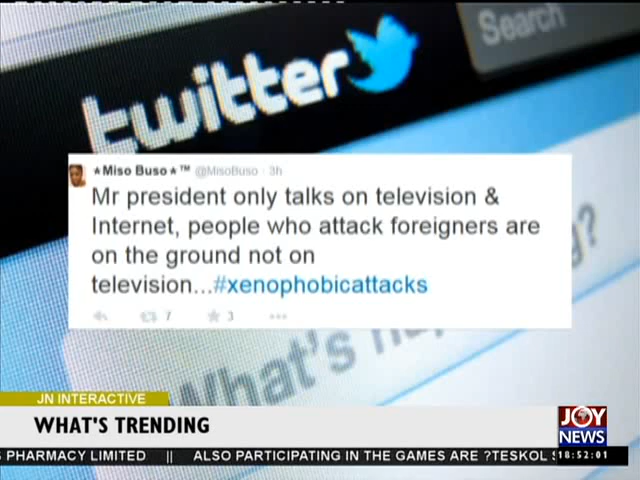 twitter
Search
★Miso Buso★™ @MisoBuso · 3h
Mr president only talks on television &
Internet, people who attack foreigners are
on the ground not on
television...#xenophobicattacks
7 3
What's
JN INTERACTIVE
WHAT'S TRENDING
JOY
NEWS
S PHARMACY LIMITED || ALSO PARTICIPATING IN THE GAMES ARE ?TESKOL S
18:52:01